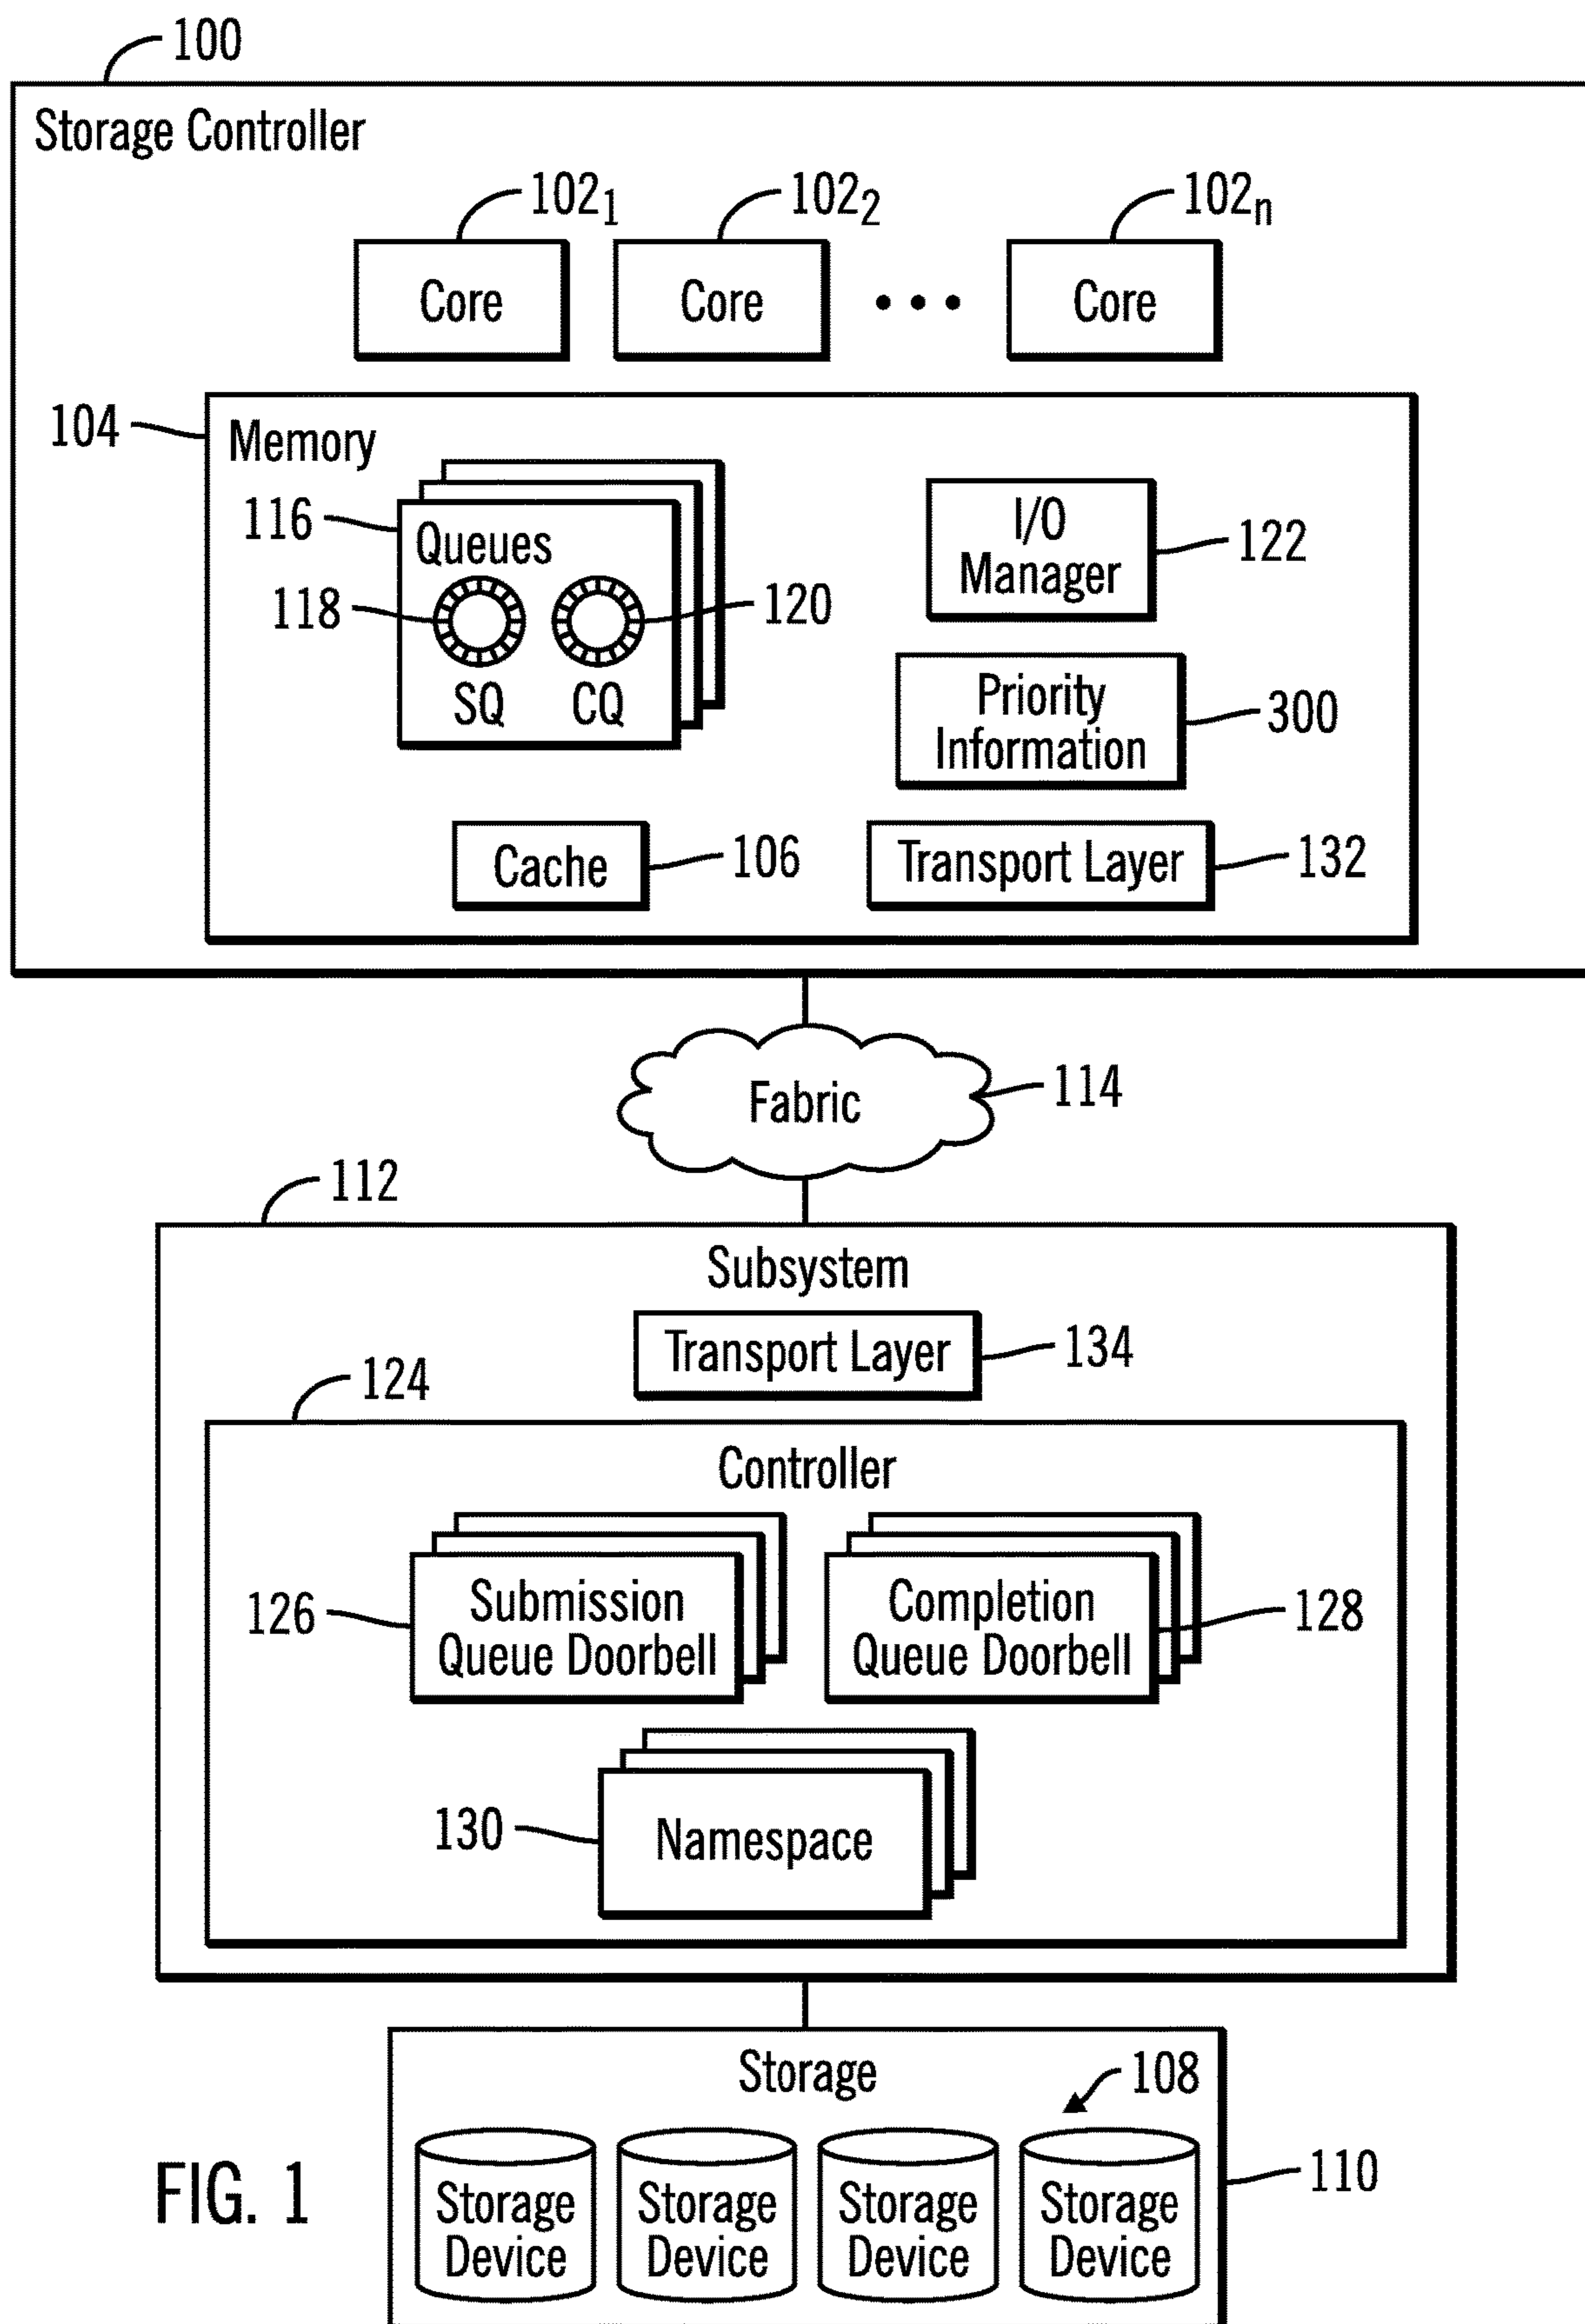 100
Storage Controller
102₁
102₂
102ₙ
Core
Core
Core
104
Memory
116
Queues
118
120
SQ
CQ
I/O
Manager
122
Priority
Information
300
Cache
106
Transport Layer
132
Fabric
114
112
Subsystem
Transport Layer
134
124
Controller
126
Submission
Queue Doorbell
Completion
Queue Doorbell
128
130
Namespace
Storage
108
110
Storage
Device
Storage
Device
Storage
Device
Storage
Device
FIG. 1